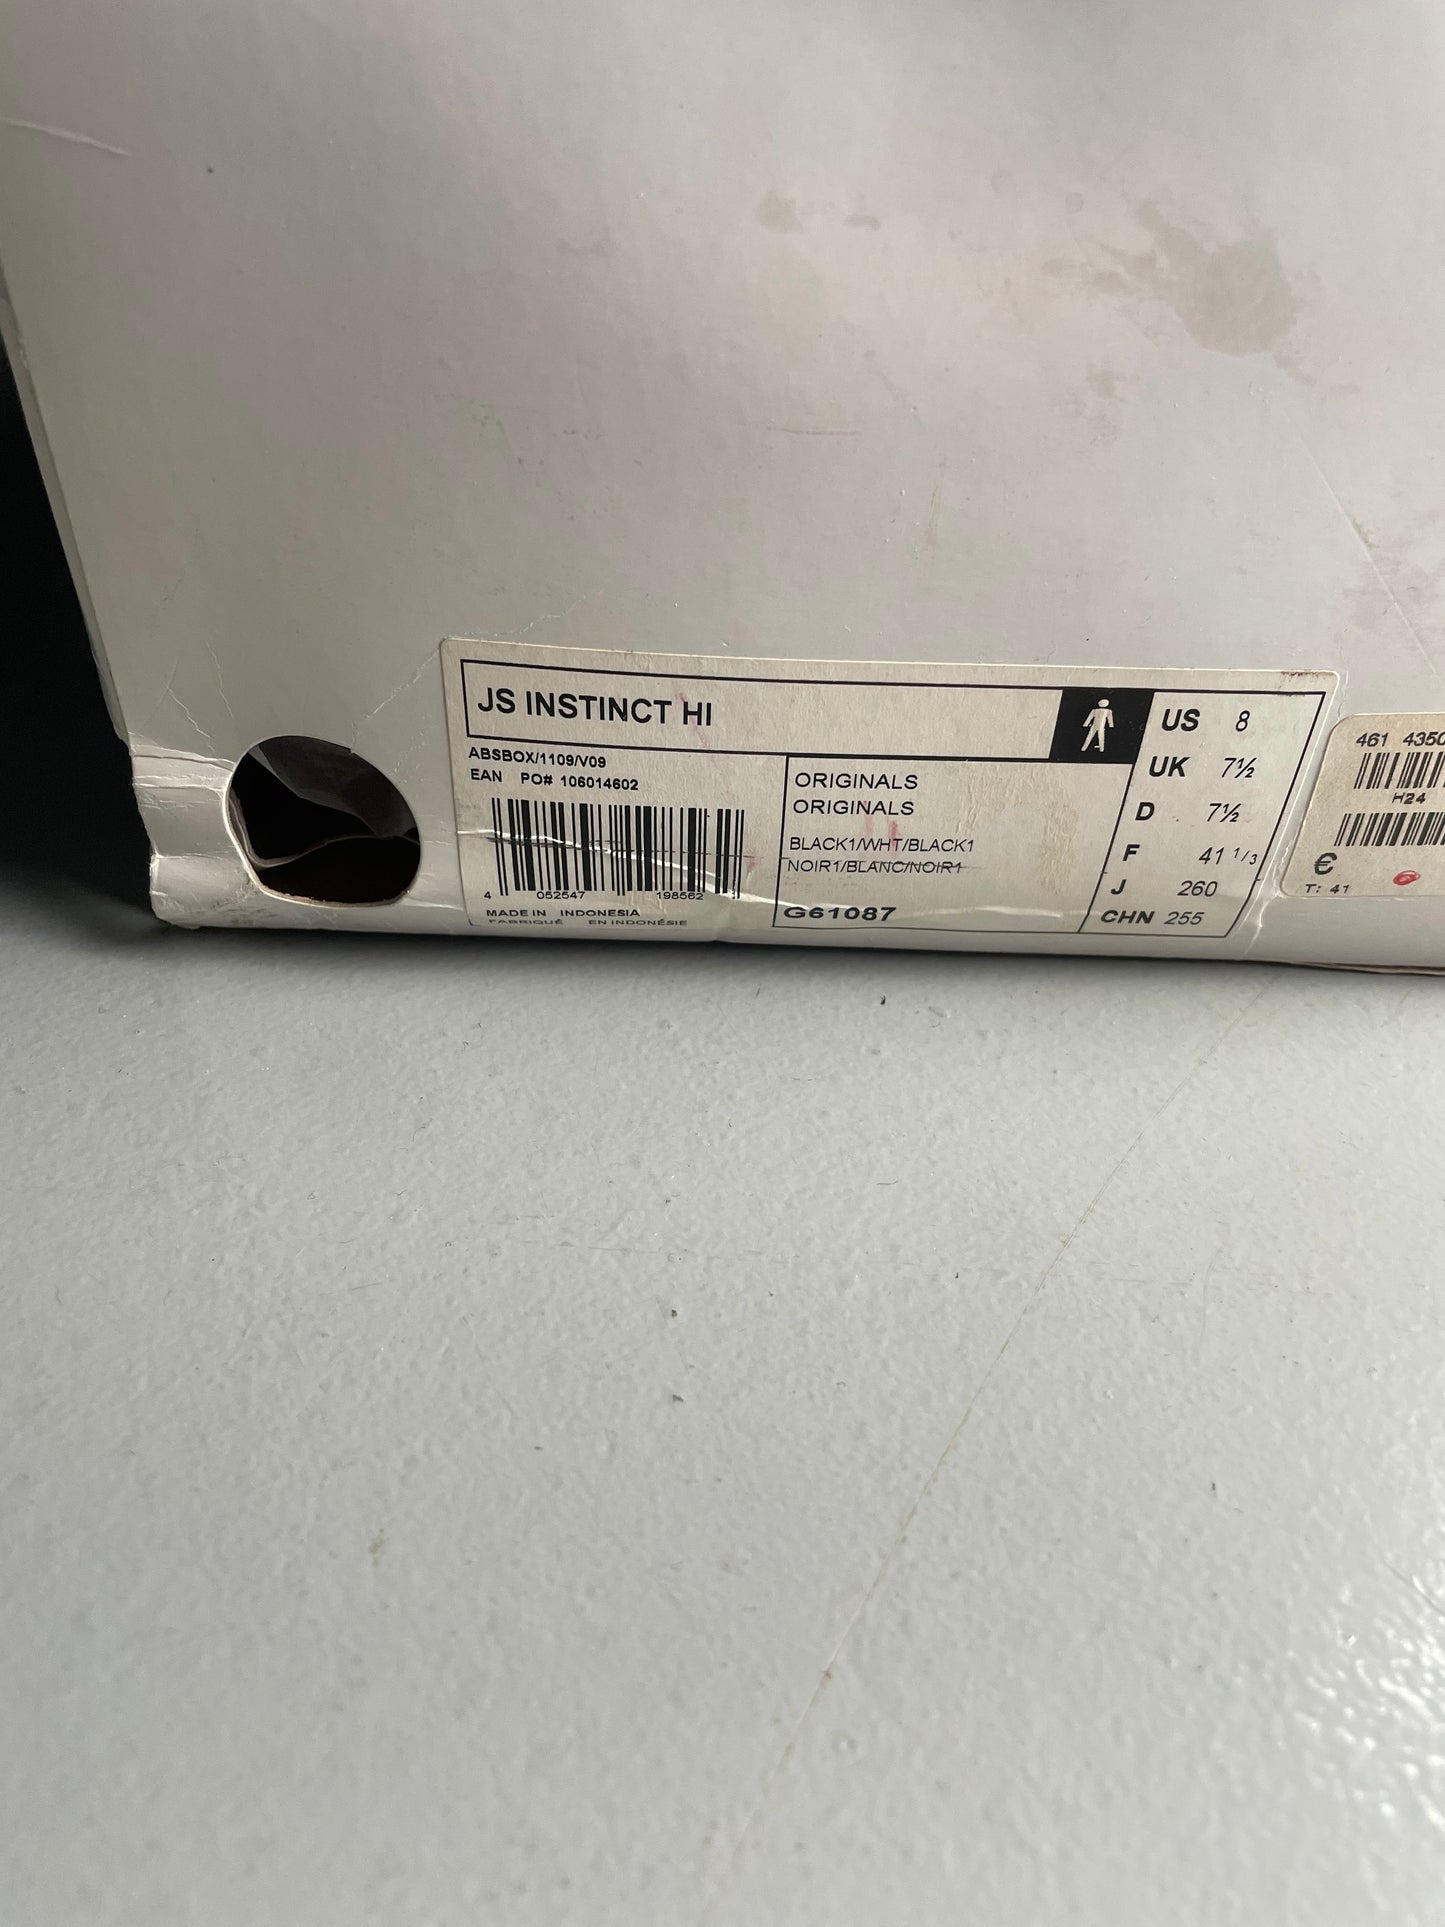 JS INSTINCT HI
ABSBOX/1109/V09
EAN PO# 106014602
4 052547 198562
MADE IN INDONESIA
FABRIQUÉ EN INDONÉSIE
ORIGINALS
ORIGINALS
BLACK1/WHT/BLACK1
NOIR1/BLANC/NOIR1
G61087
US 8
UK 7½
D 7½
F 41 1/3
J 260
CHN 255
461 4350
H24
€
T: 41